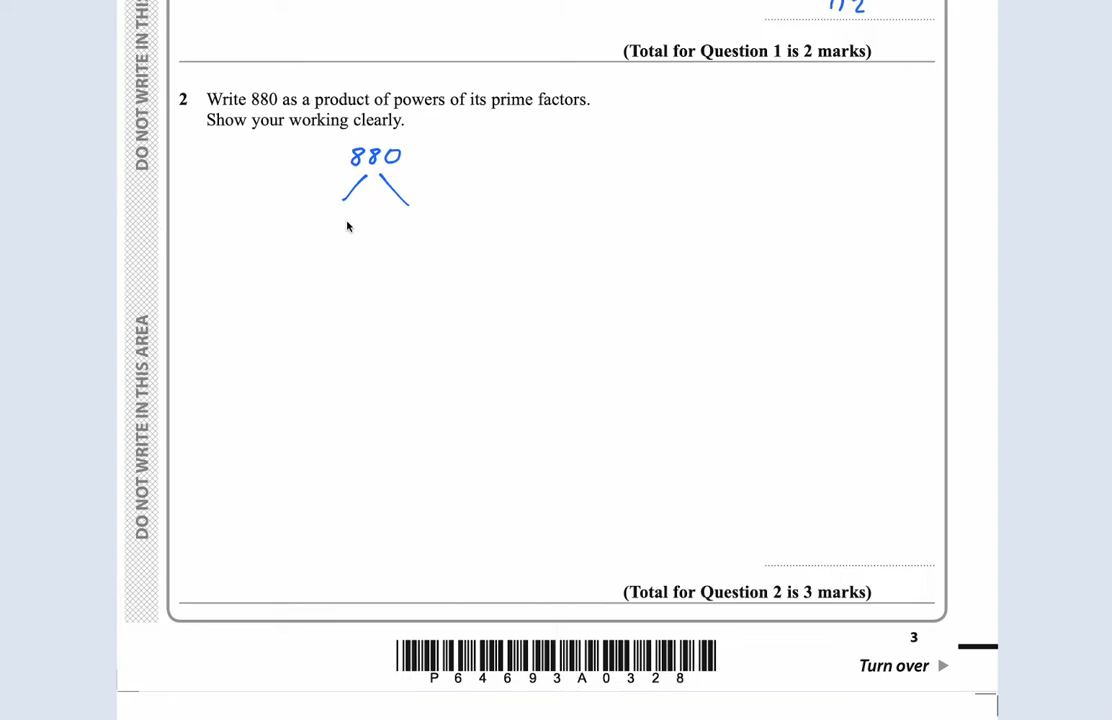 (Total for Question 1 is 2 marks)
2 Write 880 as a product of powers of its prime factors.
Show your working clearly.
880
(Total for Question 2 is 3 marks)
3
P 6 4 6 9 3 A 0 3 2 8
Turn over
DO NOT WRITE IN THIS
DO NOT WRITE IN THIS AREA